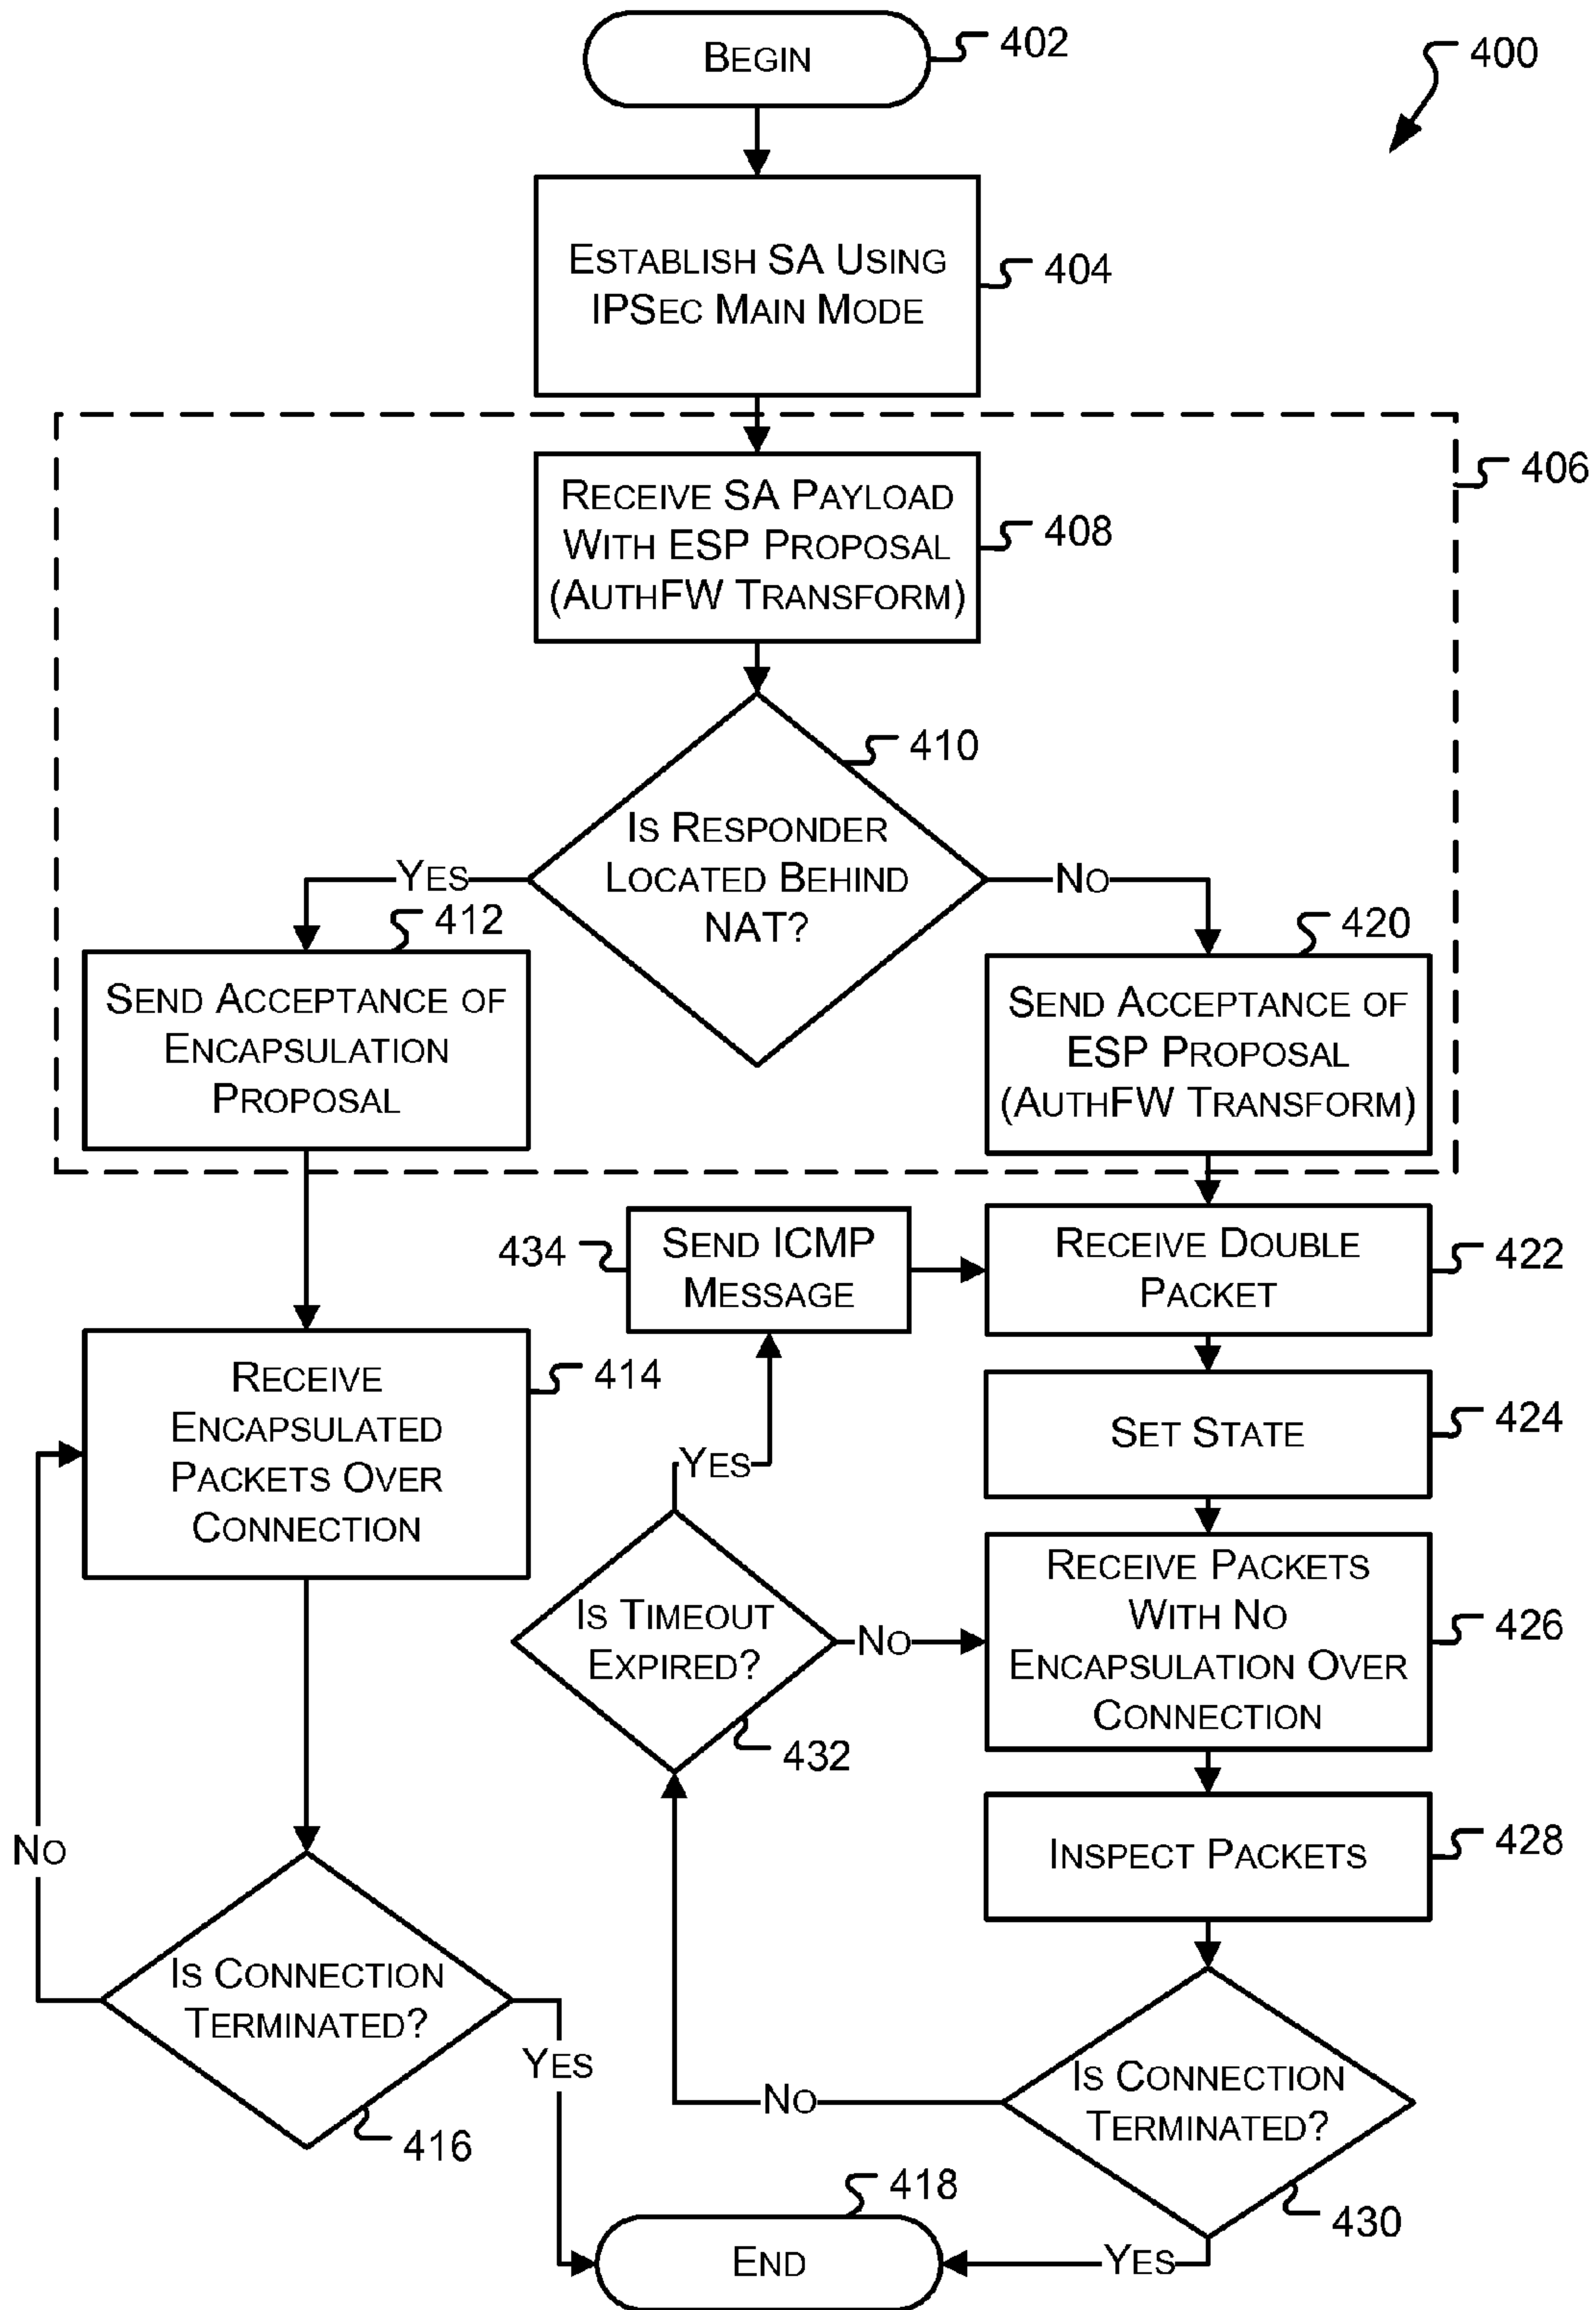 BEGIN
402
400
ESTABLISH SA USING
IPSEC MAIN MODE
404
406
RECEIVE SA PAYLOAD
WITH ESP PROPOSAL
(AUTHFW TRANSFORM)
408
410
IS RESPONDER
LOCATED BEHIND
NAT?
YES
NO
412
SEND ACCEPTANCE OF
ENCAPSULATION
PROPOSAL
420
SEND ACCEPTANCE OF
ESP PROPOSAL
(AUTHFW TRANSFORM)
434
SEND ICMP
MESSAGE
RECEIVE DOUBLE
PACKET
422
RECEIVE
ENCAPSULATED
PACKETS OVER
CONNECTION
414
SET STATE
424
YES
IS TIMEOUT
EXPIRED?
NO
432
RECEIVE PACKETS
WITH NO
ENCAPSULATION OVER
CONNECTION
426
INSPECT PACKETS
428
NO
IS CONNECTION
TERMINATED?
YES
416
NO
IS CONNECTION
TERMINATED?
430
418
END
YES